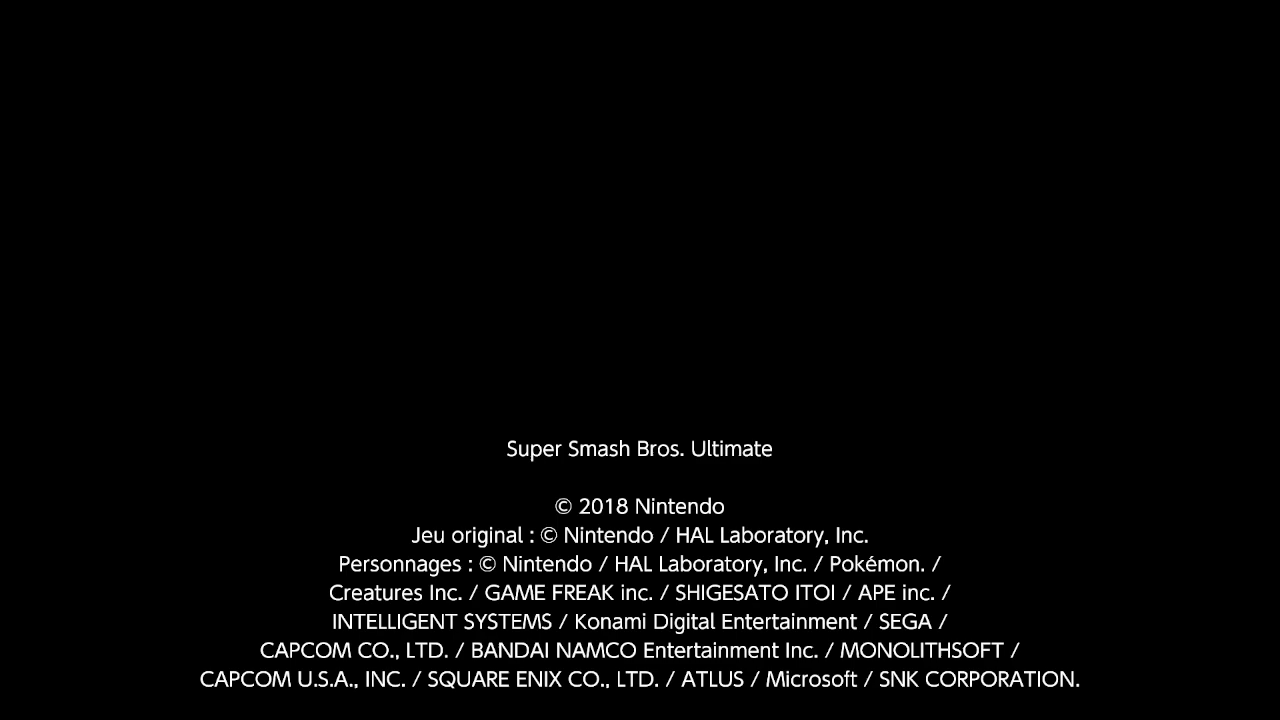 Super Smash Bros. Ultimate
© 2018 Nintendo
Jeu original : © Nintendo / HAL Laboratory, Inc.
Personnages : © Nintendo / HAL Laboratory, Inc. / Pokémon. /
Creatures Inc. / GAME FREAK inc. / SHIGESATO ITOI / APE inc. /
INTELLIGENT SYSTEMS / Konami Digital Entertainment / SEGA /
CAPCOM CO., LTD. / BANDAI NAMCO Entertainment Inc. / MONOLITHSOFT /
CAPCOM U.S.A., INC. / SQUARE ENIX CO., LTD. / ATLUS / Microsoft / SNK CORPORATION.